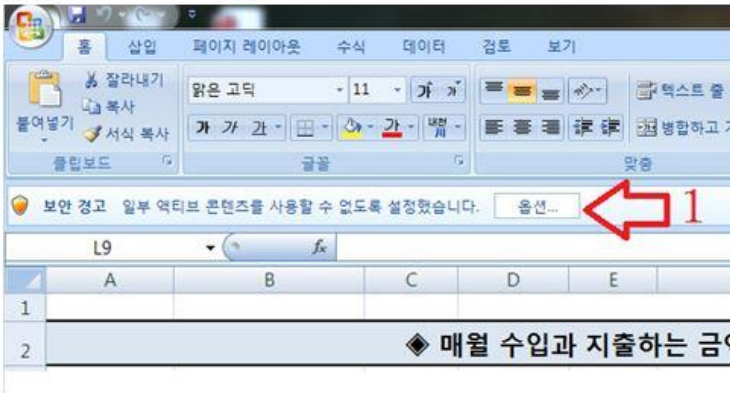 홈 삽입 페이지 레이아웃 수식 데이터 검토 보기
잘라내기
복사
서식 복사
붙여넣기
맑은 고딕 11 가 가
가 가 가 가 내천
텍스트 줄
병합하고
클립보드 글꼴 맞춤
보안 경고 일부 액티브 콘텐츠를 사용할 수 없도록 설정했습니다. 옵션... 1
L9 fx
A B C D E
1
2 ◈ 매월 수입과 지출하는 금